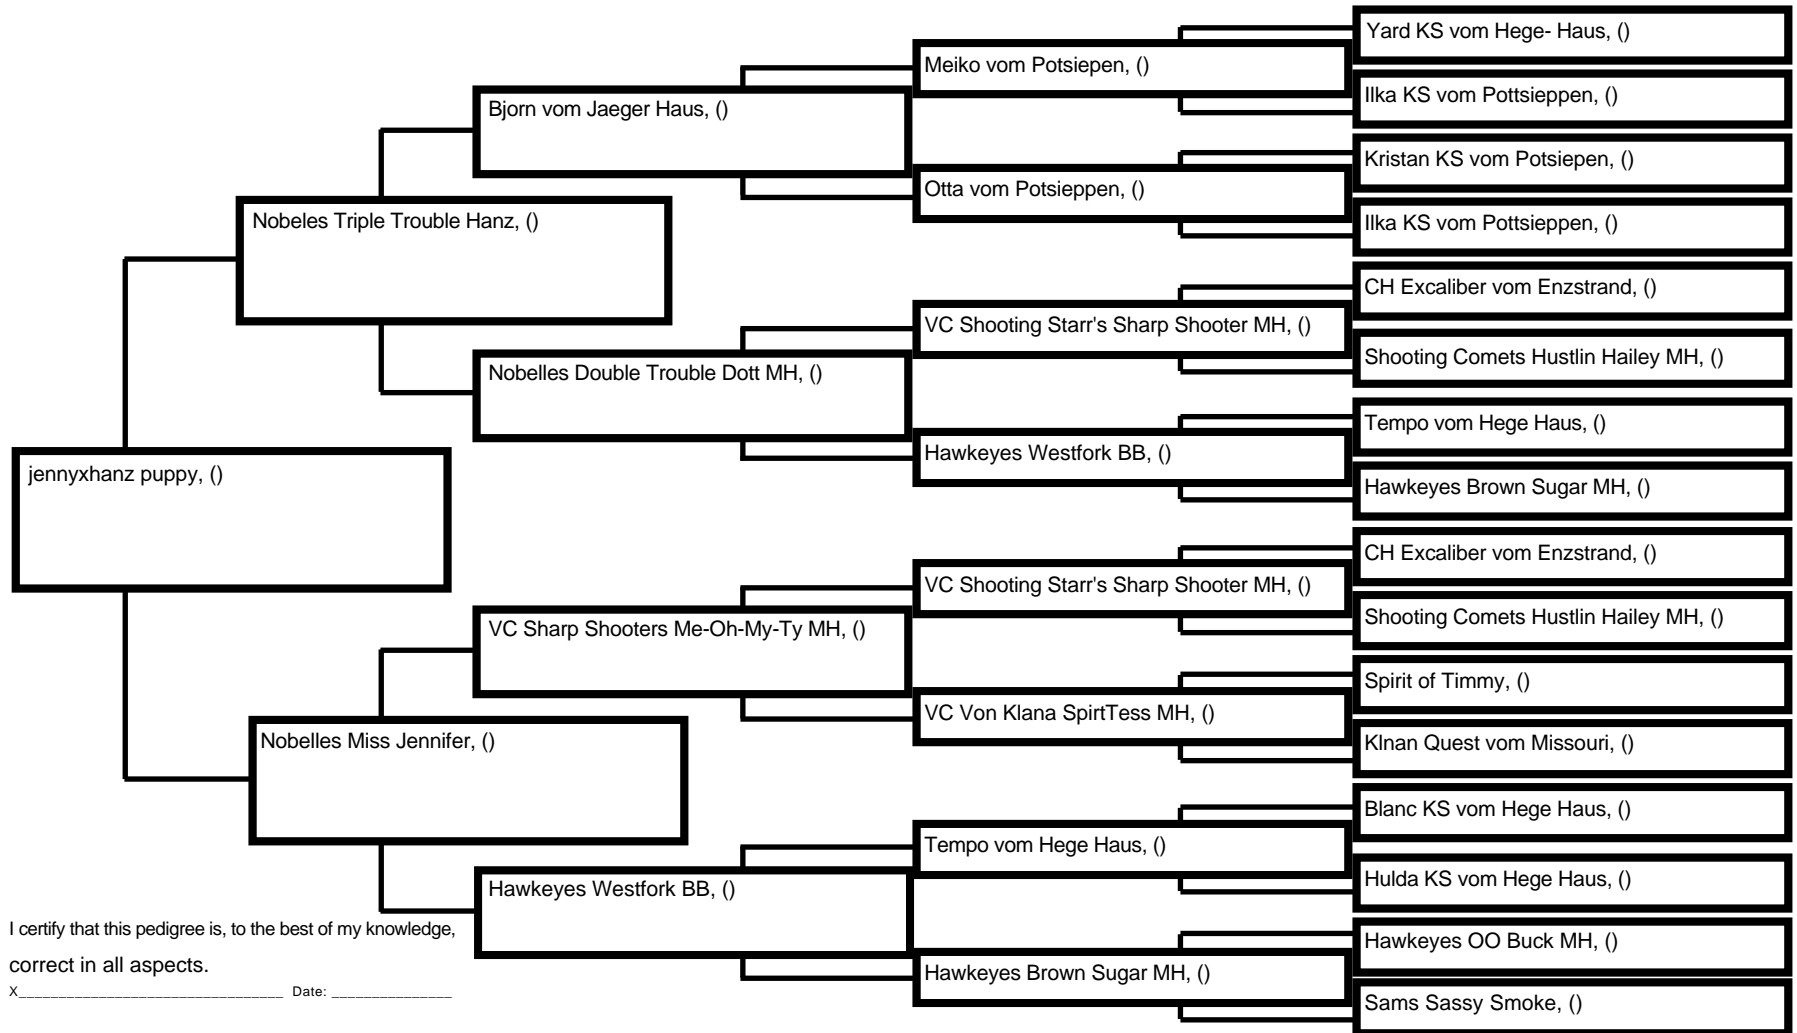 Yard KS vom Hege- Haus, ()
Meiko vom Potsiepen, ()
Ilka KS vom Pottsieppen, ()
Bjorn vom Jaeger Haus, ()
Kristan KS vom Potsiepen, ()
Otta vom Potsieppen, ()
Ilka KS vom Pottsieppen, ()
Nobeles Triple Trouble Hanz, ()
CH Excaliber vom Enzstrand, ()
VC Shooting Starr's Sharp Shooter MH, ()
Shooting Comets Hustlin Hailey MH, ()
Nobelles Double Trouble Dott MH, ()
Tempo vom Hege Haus, ()
Hawkeyes Westfork BB, ()
Hawkeyes Brown Sugar MH, ()
jennyxhanz puppy, ()
CH Excaliber vom Enzstrand, ()
VC Shooting Starr's Sharp Shooter MH, ()
Shooting Comets Hustlin Hailey MH, ()
VC Sharp Shooters Me-Oh-My-Ty MH, ()
Spirit of Timmy, ()
VC Von Klana SpirtTess MH, ()
Klnan Quest vom Missouri, ()
Nobelles Miss Jennifer, ()
Blanc KS vom Hege Haus, ()
Tempo vom Hege Haus, ()
Hulda KS vom Hege Haus, ()
Hawkeyes Westfork BB, ()
Hawkeyes OO Buck MH, ()
Hawkeyes Brown Sugar MH, ()
Sams Sassy Smoke, ()
I certify that this pedigree is, to the best of my knowledge,
correct in all aspects.
X_________________________________ Date: _______________